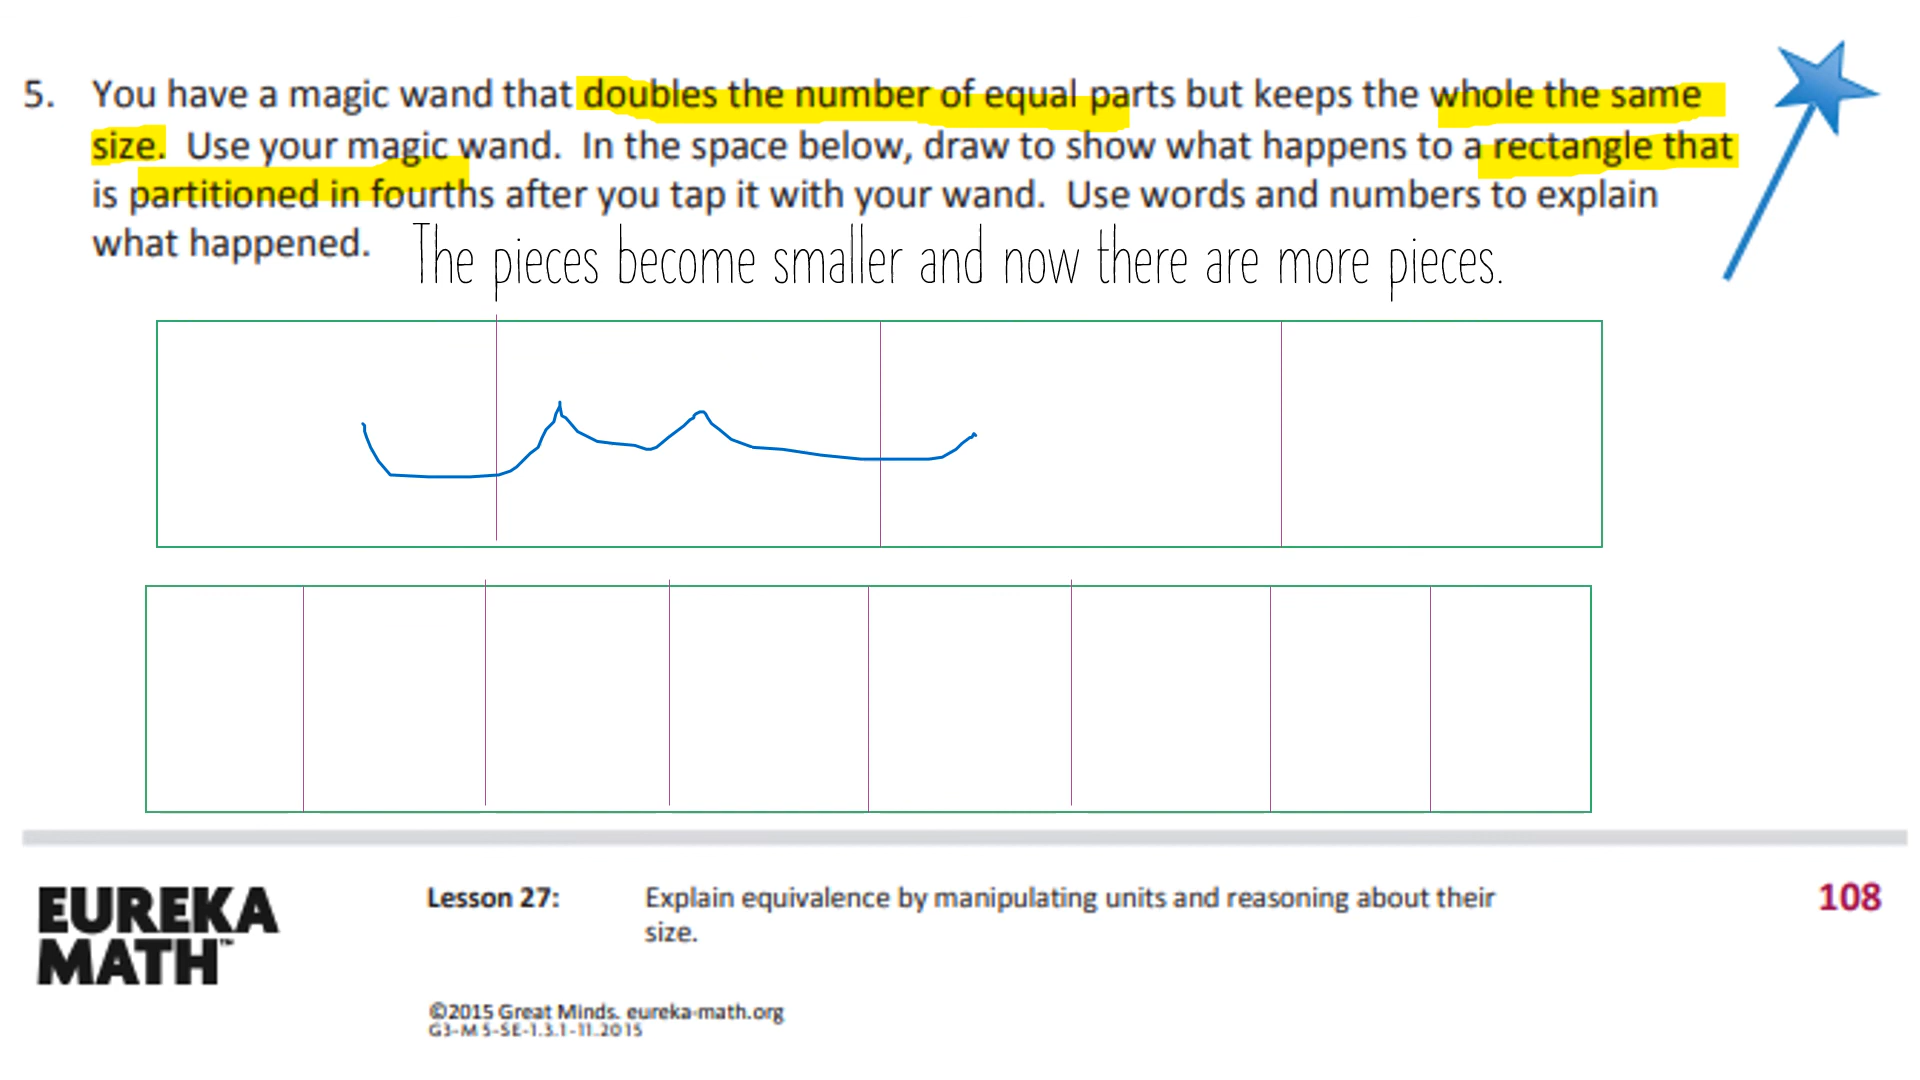 5. You have a magic wand that doubles the number of equal parts but keeps the whole the same
size. Use your magic wand. In the space below, draw to show what happens to a rectangle that
is partitioned in fourths after you tap it with your wand. Use words and numbers to explain
what happened. The pieces become smaller and now there are more pieces.
EUREKA
MATH™
Lesson 27: Explain equivalence by manipulating units and reasoning about their
size.
108
©2015 Great Minds. eureka-math.org
G3-M5-SE-1.3.1-11.2015